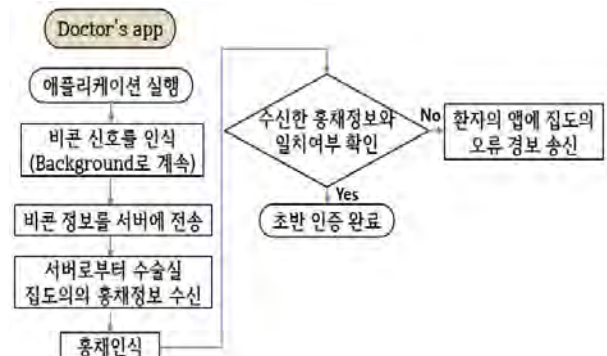 Doctor's app
애플리케이션 실행
비콘 신호를 인식
(Background로 계속)
비콘 정보를 서버에 전송
서버로부터 수술실
집도의의 홍채정보 수신
홍채인식
수신한 홍채정보와
일치여부 확인
No
환자의 앱에 집도의
오류 경보 송신
Yes
초반 인증 완료